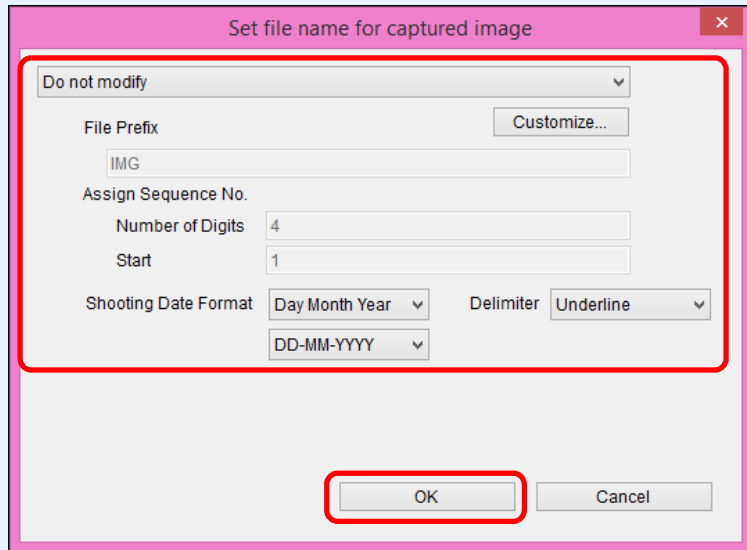 Set file name for captured image
Do not modify
File Prefix
Customize...
IMG
Assign Sequence No.
Number of Digits 4
Start 1
Shooting Date Format Day Month Year Delimiter Underline
DD-MM-YYYY
OK Cancel